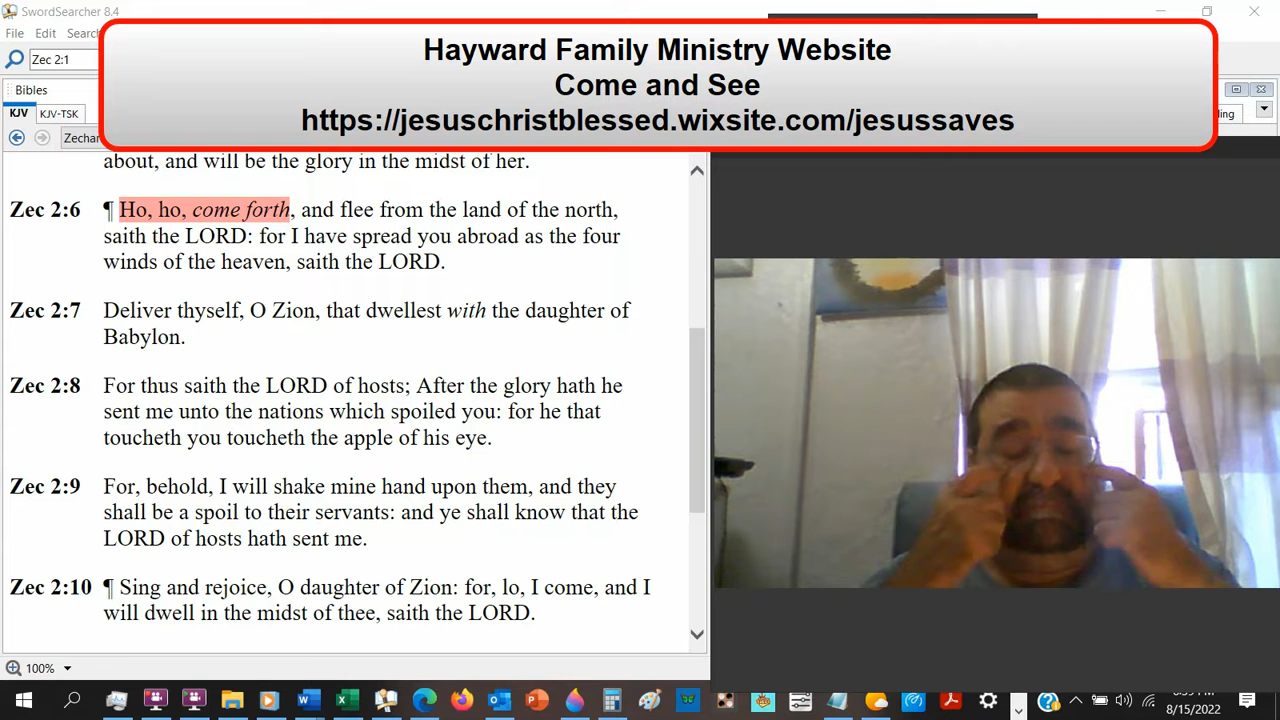 SwordSearcher 8.4
File Edit Search
Zec 2:1
Hayward Family Ministry Website
Come and See
https://jesuschristblessed.wixsite.com/jesussaves
Bibles
KJV KJV-TSK
about, and will be the glory in the midst of her.
Zec 2:6 ¶ Ho, ho, come forth, and flee from the land of the north,
saith the LORD: for I have spread you abroad as the four
winds of the heaven, saith the LORD.
Zec 2:7 Deliver thyself, O Zion, that dwellest with the daughter of
Babylon.
Zec 2:8 For thus saith the LORD of hosts; After the glory hath he
sent me unto the nations which spoiled you: for he that
toucheth you toucheth the apple of his eye.
Zec 2:9 For, behold, I will shake mine hand upon them, and they
shall be a spoil to their servants: and ye shall know that the
LORD of hosts hath sent me.
Zec 2:10 ¶ Sing and rejoice, O daughter of Zion: for, lo, I come, and I
will dwell in the midst of thee, saith the LORD.
100%
8/15/2022